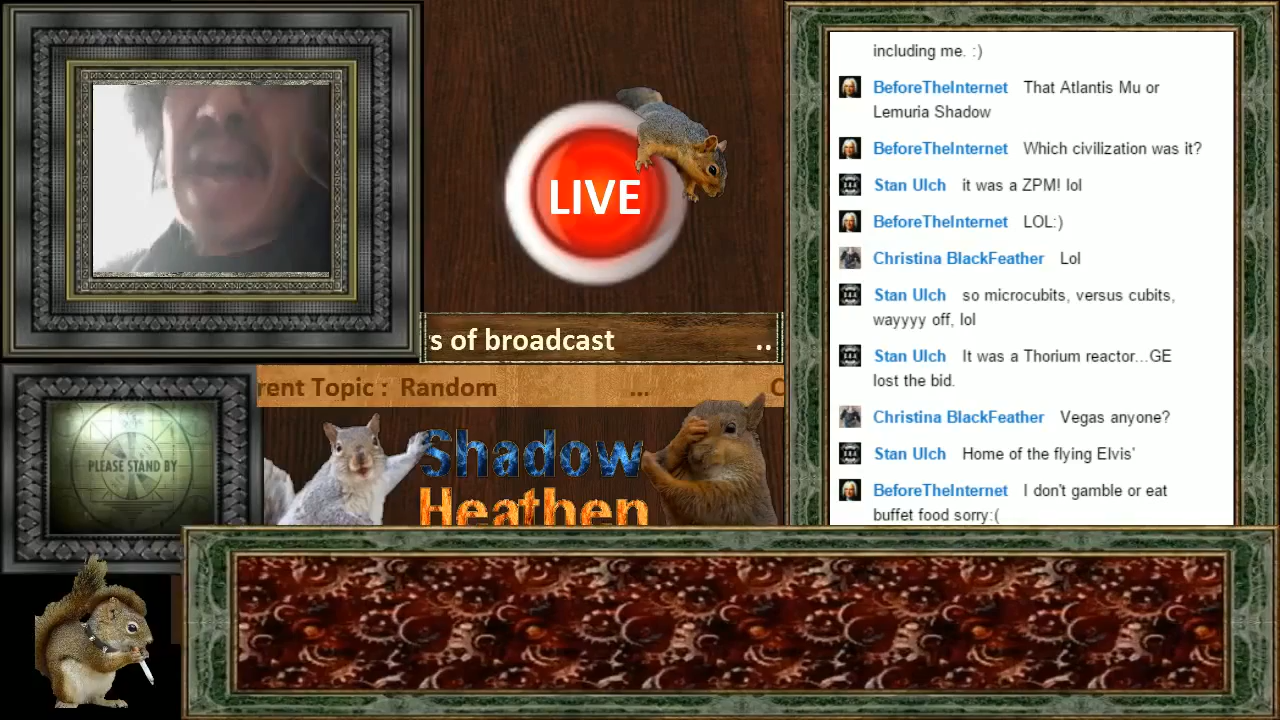 LIVE
s of broadcast ..
rent Topic : Random ... C
PLEASE STAND BY
Shadow
Heathen
including me. :)
BeforeTheInternet That Atlantis Mu or
Lemuria Shadow
BeforeTheInternet Which civilization was it?
Stan Ulch it was a ZPM! lol
BeforeTheInternet LOL:)
Christina BlackFeather Lol
Stan Ulch so microcubits, versus cubits,
wayyyy off, lol
Stan Ulch It was a Thorium reactor...GE
lost the bid.
Christina BlackFeather Vegas anyone?
Stan Ulch Home of the flying Elvis'
BeforeTheInternet I don't gamble or eat
buffet food sorry:(